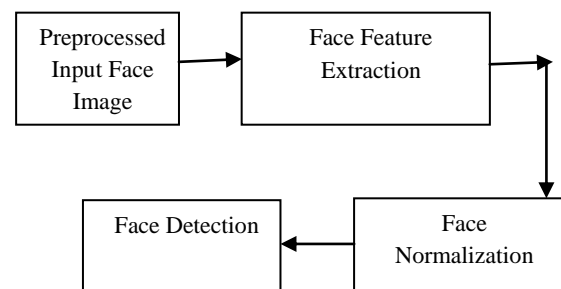 Preprocessed
Input Face
Image
Face Feature
Extraction
Face
Normalization
Face Detection